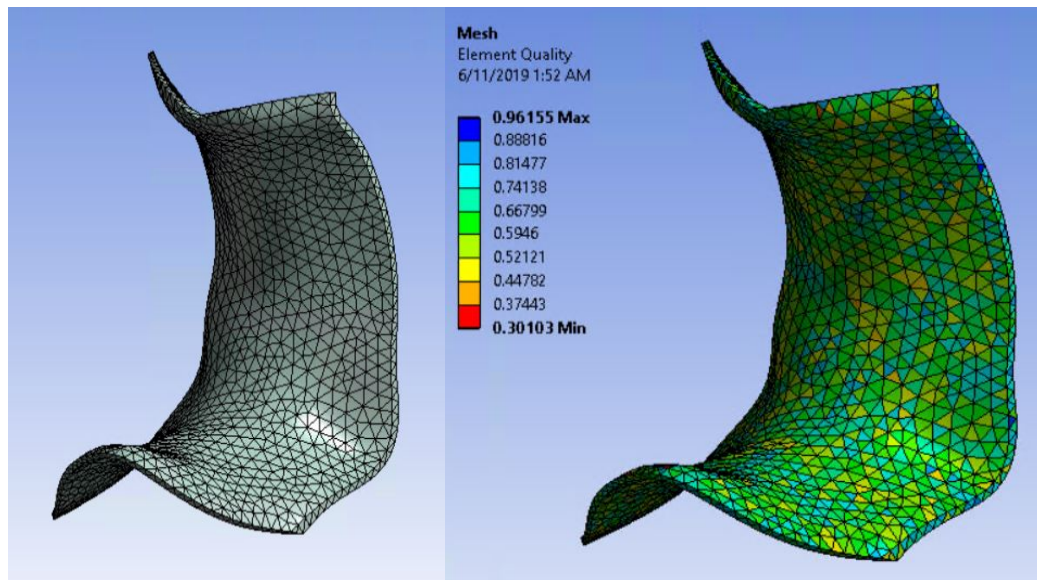 Mesh
Element Quality
6/11/2019 1:52 AM
0.96155 Max
0.88816
0.81477
0.74138
0.66799
0.5946
0.52121
0.44782
0.37443
0.30103 Min